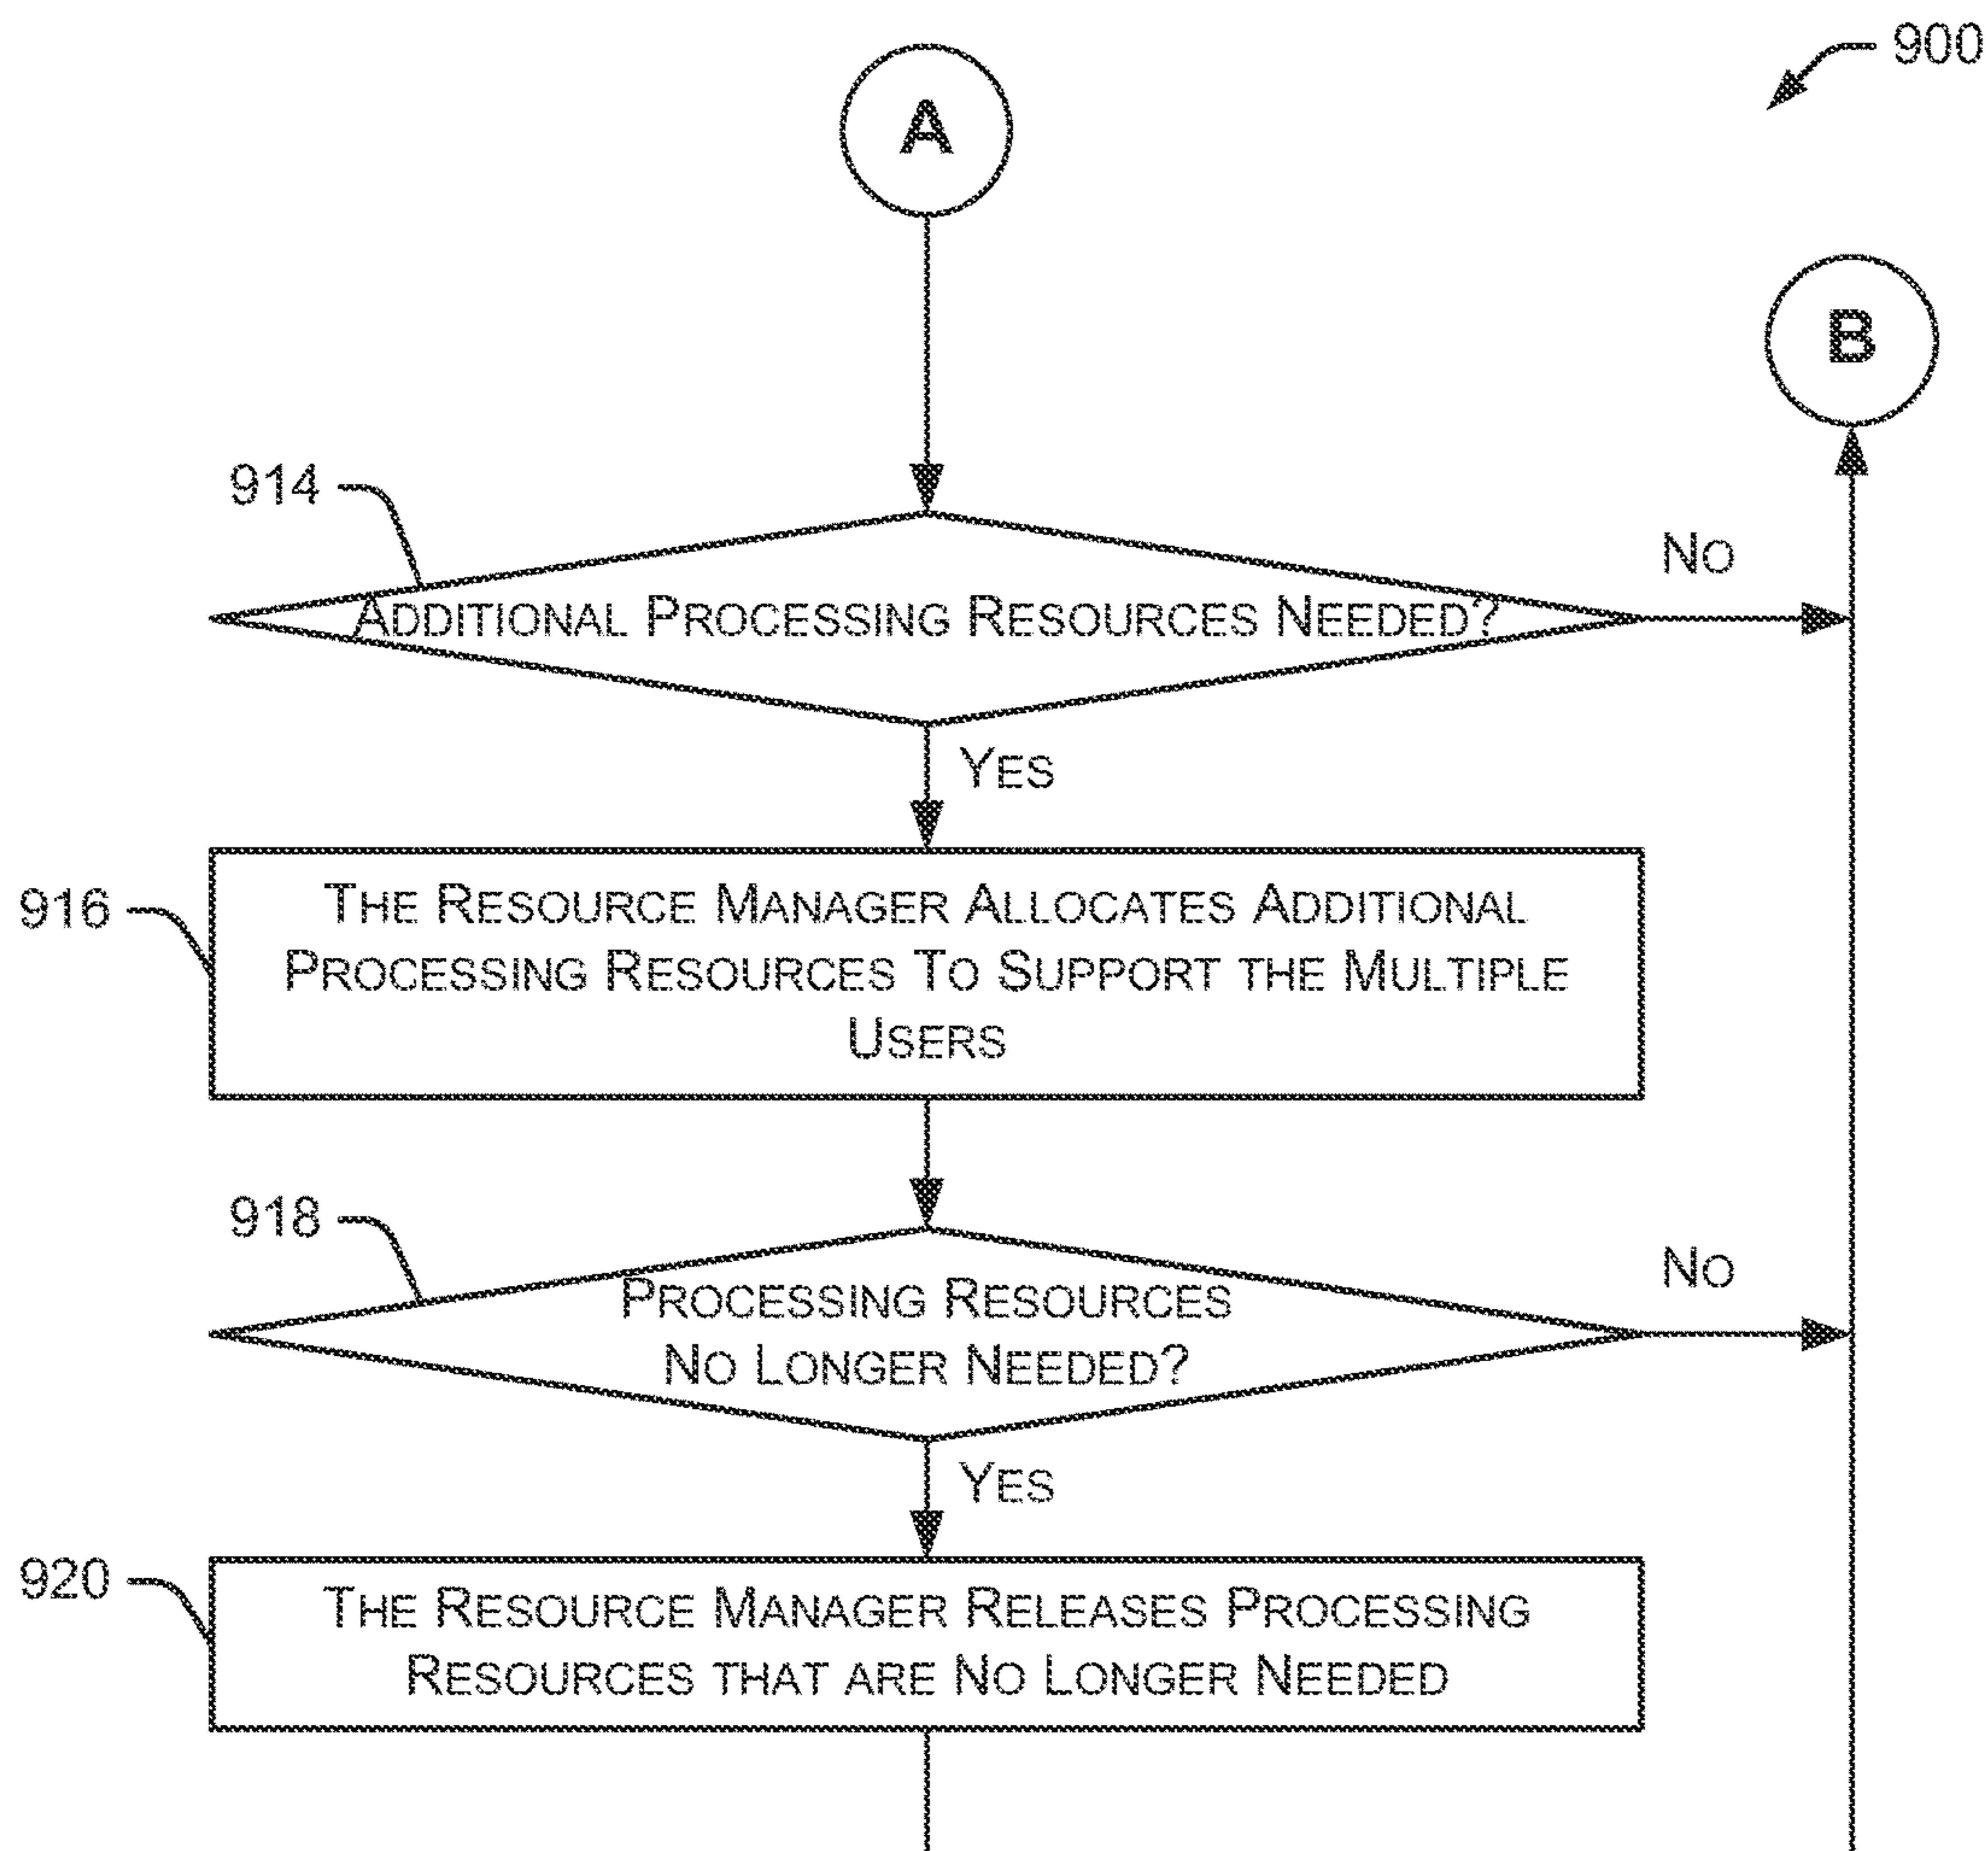 900
A
B
914
ADDITIONAL PROCESSING RESOURCES NEEDED?
NO
YES
916
THE RESOURCE MANAGER ALLOCATES ADDITIONAL
PROCESSING RESOURCES TO SUPPORT THE MULTIPLE
USERS
918
PROCESSING RESOURCES
NO LONGER NEEDED?
NO
YES
920
THE RESOURCE MANAGER RELEASES PROCESSING
RESOURCES THAT ARE NO LONGER NEEDED